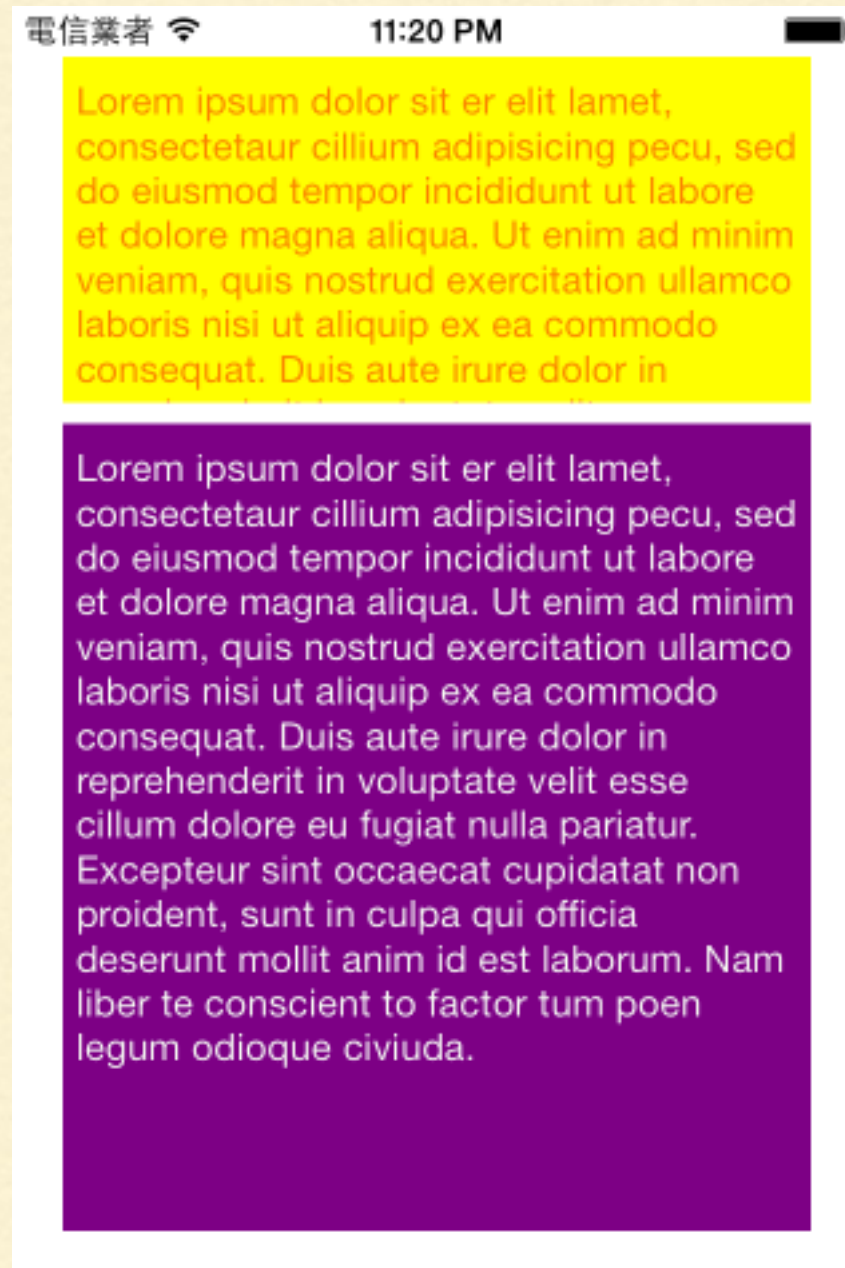 電信業者
11:20 PM
Lorem ipsum dolor sit er elit lamet,
consectetaur cillium adipisicing pecu, sed
do eiusmod tempor incididunt ut labore
et dolore magna aliqua. Ut enim ad minim
veniam, quis nostrud exercitation ullamco
laboris nisi ut aliquip ex ea commodo
consequat. Duis aute irure dolor in
Lorem ipsum dolor sit er elit lamet,
consectetaur cillium adipisicing pecu, sed
do eiusmod tempor incididunt ut labore
et dolore magna aliqua. Ut enim ad minim
veniam, quis nostrud exercitation ullamco
laboris nisi ut aliquip ex ea commodo
consequat. Duis aute irure dolor in
reprehenderit in voluptate velit esse
cillum dolore eu fugiat nulla pariatur.
Excepteur sint occaecat cupidatat non
proident, sunt in culpa qui officia
deserunt mollit anim id est laborum. Nam
liber te conscient to factor tum poen
legum odioque civiuda.